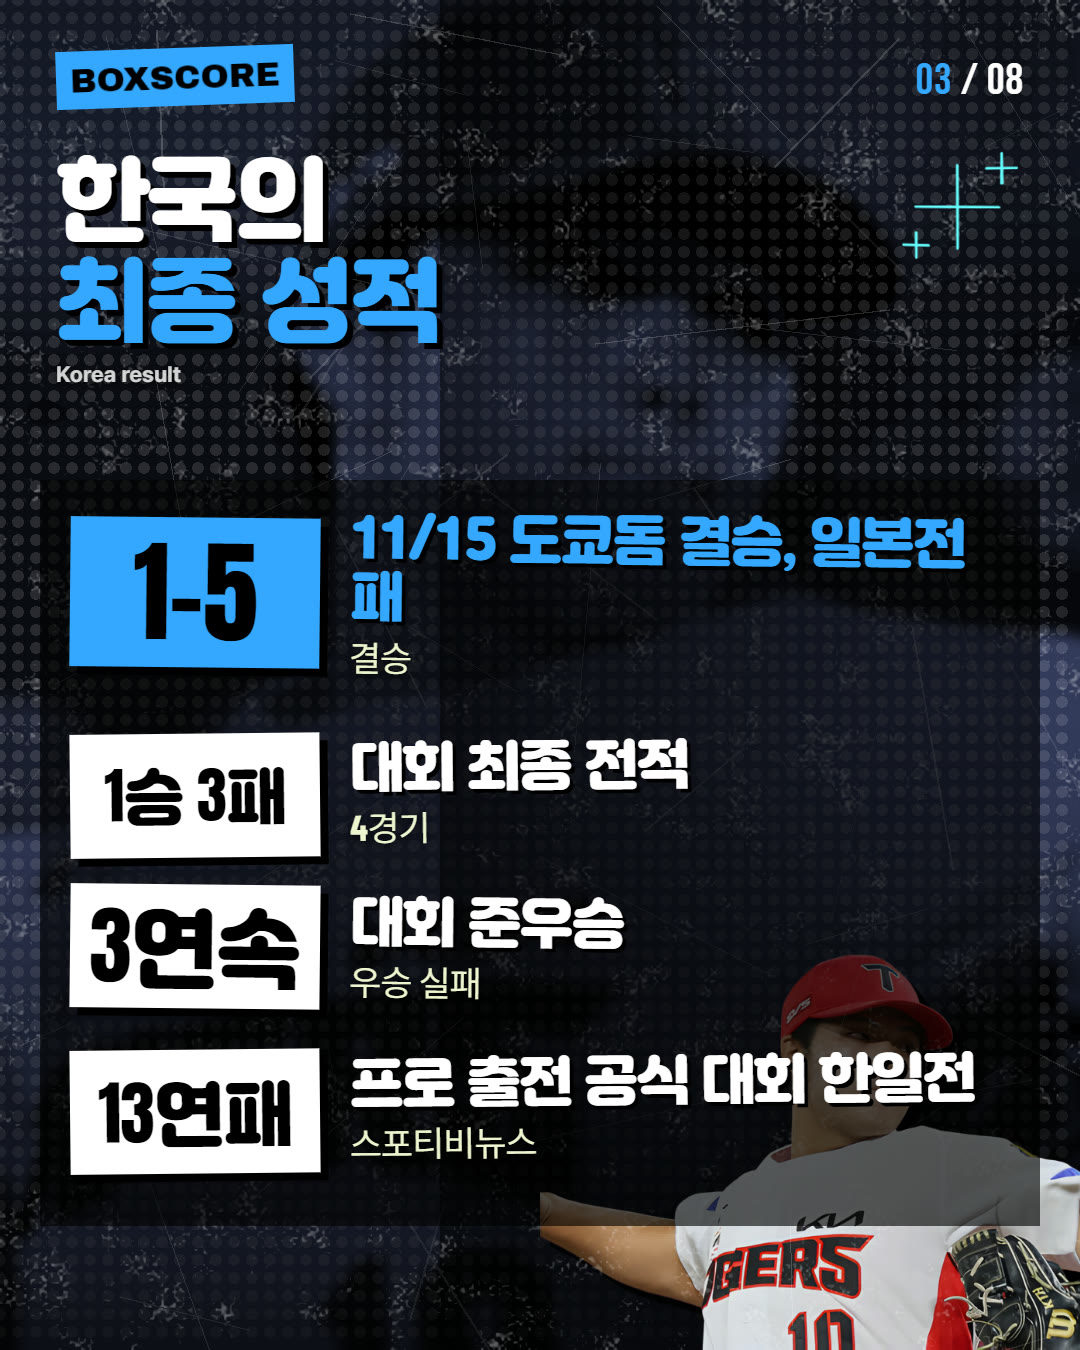 BOXSCORE
03 / 08
한국의
최종 성적
Korea result
1-5
11/15 도쿄돔 결승, 일본전
패
결승
1승 3패
대회 최종 전적
4경기
3연속
대회 준우승
우승 실패
13연패
프로 출전 공식 대회 한일전
스포티비뉴스
T
KIA
OGERS
10